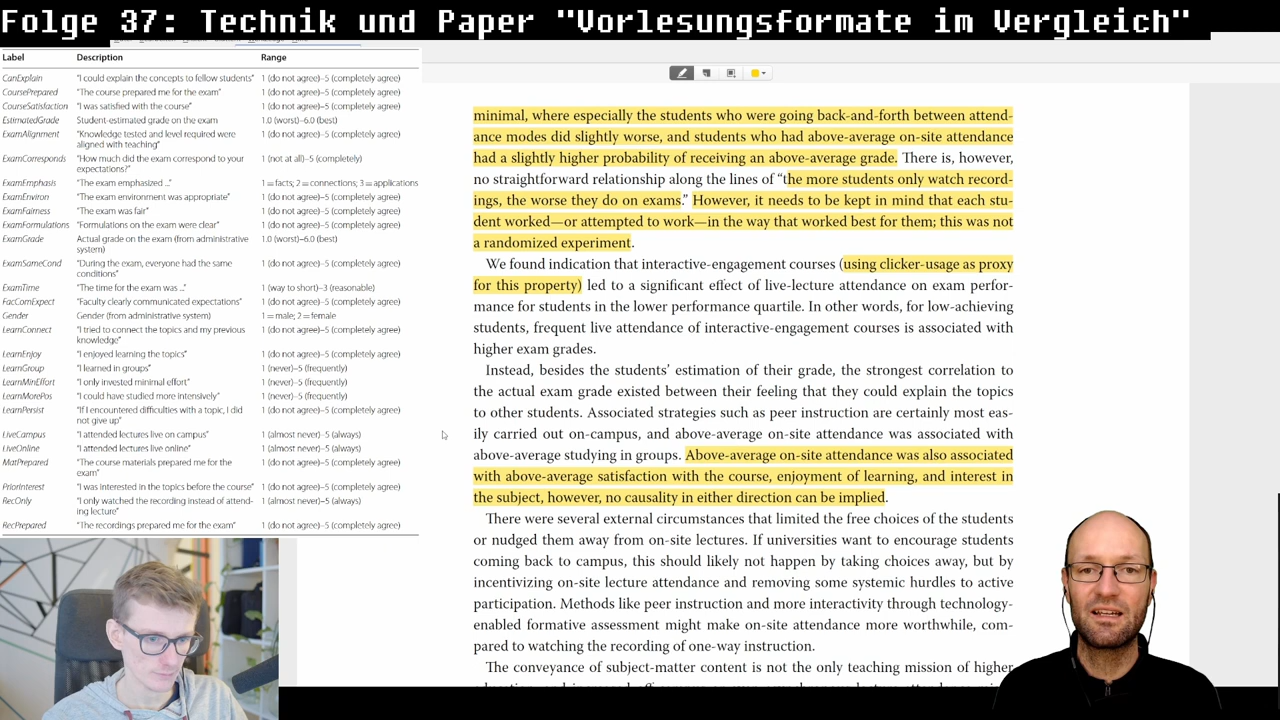 Folge 37: Technik und Paper "Vorlesungsformate im Vergleich"
Label Description Range
CanExplain "I could explain the concepts to fellow students" 1 (do not agree)–5 (completely agree)
CoursePrepared "The course prepared me for the exam" 1 (do not agree)–5 (completely agree)
CourseSatisfaction "I was satisfied with the course" 1 (do not agree)–5 (completely agree)
EstimatedGrade Student-estimated grade on the exam 1.0 (worst)–6.0 (best)
ExamAlignment "Knowledge tested and level required were 1 (do not agree)–5 (completely agree)
aligned with teaching"
ExamCorresponds "How much did the exam correspond to your 1 (not at all)–5 (completely)
expectations?"
ExamEmphasis "The exam emphasized ..." 1 = facts; 2 = connections; 3 = applications
ExamEnviron "The exam environment was appropriate" 1 (do not agree)–5 (completely agree)
ExamFairness "The exam was fair" 1 (do not agree)–5 (completely agree)
ExamFormulations "Formulations on the exam were clear" 1 (do not agree)–5 (completely agree)
ExamGrade Actual grade on the exam (from administrative 1.0 (worst)–6.0 (best)
system)
ExamSameCond "During the exam, everyone had the same 1 (do not agree)–5 (completely agree)
conditions"
ExamTime "The time for the exam was ..." 1 (way to short)–3 (reasonable)
FacComExpect "Faculty clearly communicated expectations" 1 (do not agree)–5 (completely agree)
Gender Gender (from administrative system) 1 = male; 2 = female
LearnConnect "I tried to connect the topics and my previous 1 (do not agree)–5 (completely agree)
knowledge"
LearnEnjoy "I enjoyed learning the topics" 1 (do not agree)–5 (completely agree)
LearnGroup "I learned in groups" 1 (never)–5 (frequently)
LearnMinEffort "I only invested minimal effort" 1 (never)–5 (frequently)
LearnMorePos "I could have studied more intensively" 1 (never)–5 (frequently)
LearnPersist "If I encountered difficulties with a topic, I did 1 (do not agree)–5 (completely agree)
not give up"
LiveCampus "I attended lectures live on campus" 1 (almost never)–5 (always)
LiveOnline "I attended lectures live online" 1 (almost never)–5 (always)
MatPrepared "The course materials prepared me for the 1 (do not agree)–5 (completely agree)
exam"
PriorInterest "I was interested in the topics before the course" 1 (do not agree)–5 (completely agree)
RecOnly "I only watched the recording instead of attend- 1 (almost never)–5 (always)
ing lecture"
RecPrepared "The recordings prepared me for the exam" 1 (do not agree)–5 (completely agree)
minimal, where especially the students who were going back-and-forth between attend-
ance modes did slightly worse, and students who had above-average on-site attendance
had a slightly higher probability of receiving an above-average grade. There is, however,
no straightforward relationship along the lines of “the more students only watch record-
ings, the worse they do on exams.” However, it needs to be kept in mind that each stu-
dent worked—or attempted to work—in the way that worked best for them; this was not
a randomized experiment.
We found indication that interactive-engagement courses (using clicker-usage as proxy
for this property) led to a significant effect of live-lecture attendance on exam perfor-
mance for students in the lower performance quartile. In other words, for low-achieving
students, frequent live attendance of interactive-engagement courses is associated with
higher exam grades.
Instead, besides the students’ estimation of their grade, the strongest correlation to
the actual exam grade existed between their feeling that they could explain the topics
to other students. Associated strategies such as peer instruction are certainly most eas-
ily carried out on-campus, and above-average on-site attendance was associated with
above-average studying in groups. Above-average on-site attendance was also associated
with above-average satisfaction with the course, enjoyment of learning, and interest in
the subject, however, no causality in either direction can be implied.
There were several external circumstances that limited the free choices of the students
or nudged them away from on-site lectures. If universities want to encourage students
coming back to campus, this should likely not happen by taking choices away, but by
incentivizing on-site lecture attendance and removing some systemic hurdles to active
participation. Methods like peer instruction and more interactivity through technology-
enabled formative assessment might make on-site attendance more worthwhile, com-
pared to watching the recording of one-way instruction.
The conveyance of subject-matter content is not the only teaching mission of higher